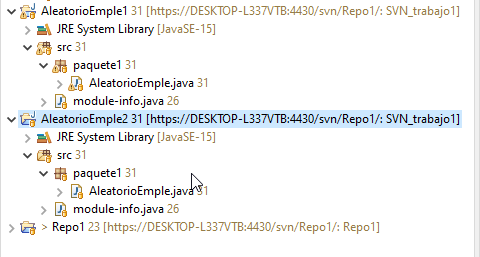 AleatorioEmple1 31 [https://DESKTOP-L337VTB:4430/svn/Repo1/: SVN_trabajo1]
JRE System Library [JavaSE-15]
src 31
paquete1 31
AleatorioEmple.java 31
module-info.java 26
AleatorioEmple2 31 [https://DESKTOP-L337VTB:4430/svn/Repo1/: SVN_trabajo1]
JRE System Library [JavaSE-15]
src 31
paquete1 31
AleatorioEmple.java 31
module-info.java 26
> Repo1 23 [https://DESKTOP-L337VTB:4430/svn/Repo1/: Repo1]